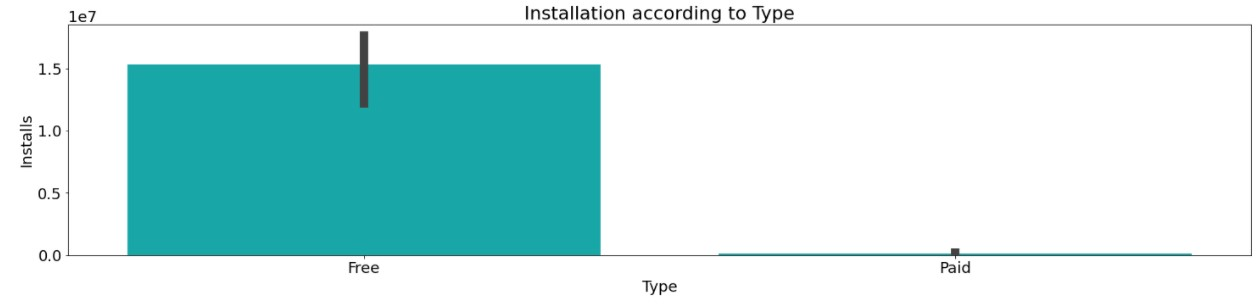 Installation according to Type
1e7
1.5
1.0
0.5
0.0
Installs
Free
Paid
Type